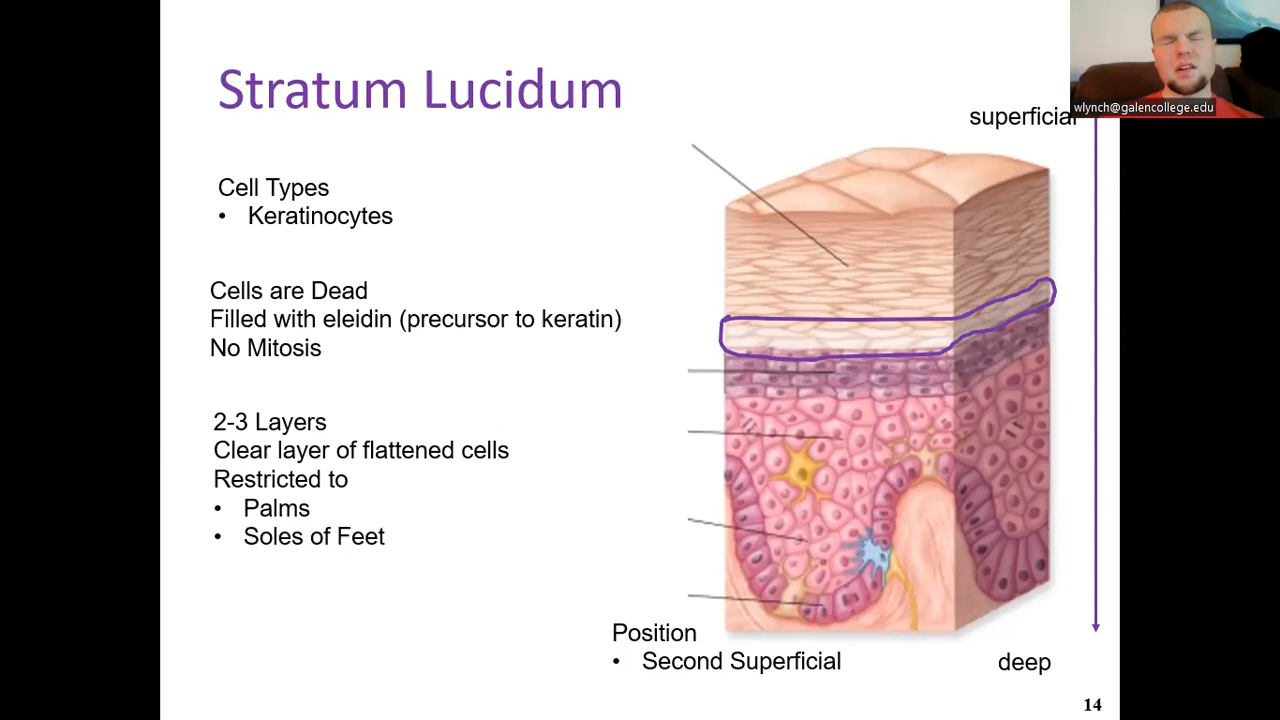 Stratum Lucidum
wlynch@galencollege.edu
superficial
Cell Types
• Keratinocytes
Cells are Dead
Filled with eleidin (precursor to keratin)
No Mitosis
2-3 Layers
Clear layer of flattened cells
Restricted to
• Palms
• Soles of Feet
Position
• Second Superficial
deep
14